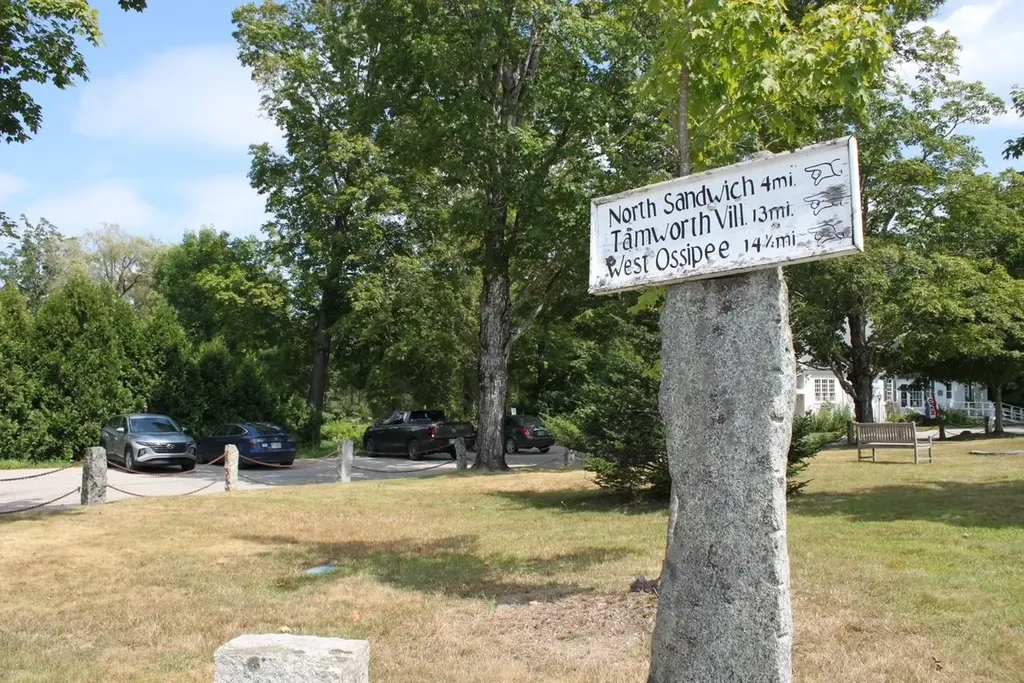 North Sandwich 4mi.
Tamworth Vill. 13mi.
West Ossipee 14½mi.